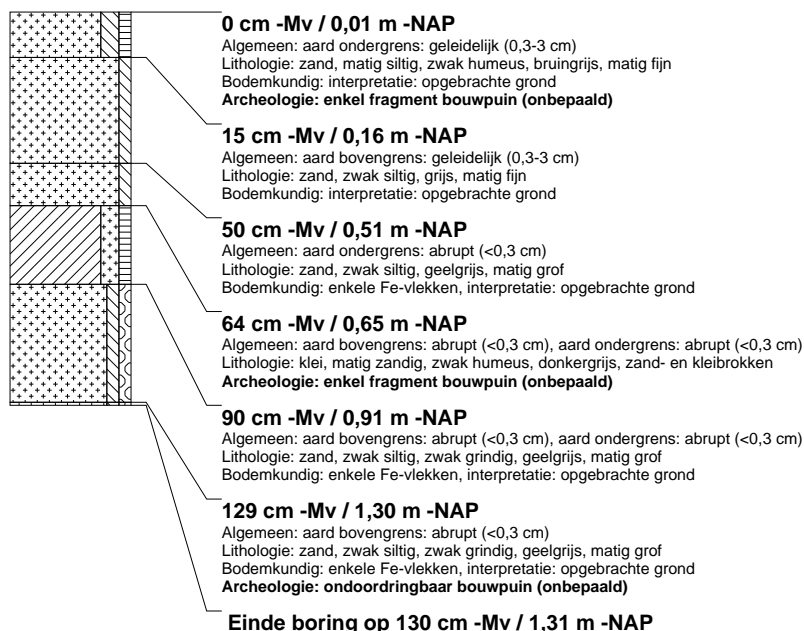 0 cm -Mv / 0,01 m -NAP
Algemeen: aard ondergrens: geleidelijk (0,3-3 cm)
Lithologie: zand, matig siltig, zwak humeus, bruingrijs, matig fijn
Bodemkundig: interpretatie: opgebrachte grond
Archeologie: enkel fragment bouwpuin (onbepaald)
15 cm -Mv / 0,16 m -NAP
Algemeen: aard bovengrens: geleidelijk (0,3-3 cm)
Lithologie: zand, zwak siltig, grijs, matig fijn
Bodemkundig: interpretatie: opgebrachte grond
50 cm -Mv / 0,51 m -NAP
Algemeen: aard ondergrens: abrupt (<0,3 cm)
Lithologie: zand, zwak siltig, geelgrijs, matig grof
Bodemkundig: enkele Fe-vlekken, interpretatie: opgebrachte grond
64 cm -Mv / 0,65 m -NAP
Algemeen: aard bovengrens: abrupt (<0,3 cm), aard ondergrens: abrupt (<0,3 cm)
Lithologie: klei, matig zandig, zwak humeus, donkergrijs, zand- en kleibrokken
Archeologie: enkel fragment bouwpuin (onbepaald)
90 cm -Mv / 0,91 m -NAP
Algemeen: aard bovengrens: abrupt (<0,3 cm), aard ondergrens: abrupt (<0,3 cm)
Lithologie: zand, zwak siltig, zwak grindig, geelgrijs, matig grof
Bodemkundig: enkele Fe-vlekken, interpretatie: opgebrachte grond
129 cm -Mv / 1,30 m -NAP
Algemeen: aard bovengrens: abrupt (<0,3 cm)
Lithologie: zand, zwak siltig, zwak grindig, geelgrijs, matig grof
Bodemkundig: enkele Fe-vlekken, interpretatie: opgebrachte grond
Archeologie: ondoordringbaar bouwpuin (onbepaald)
Einde boring op 130 cm -Mv / 1,31 m -NAP